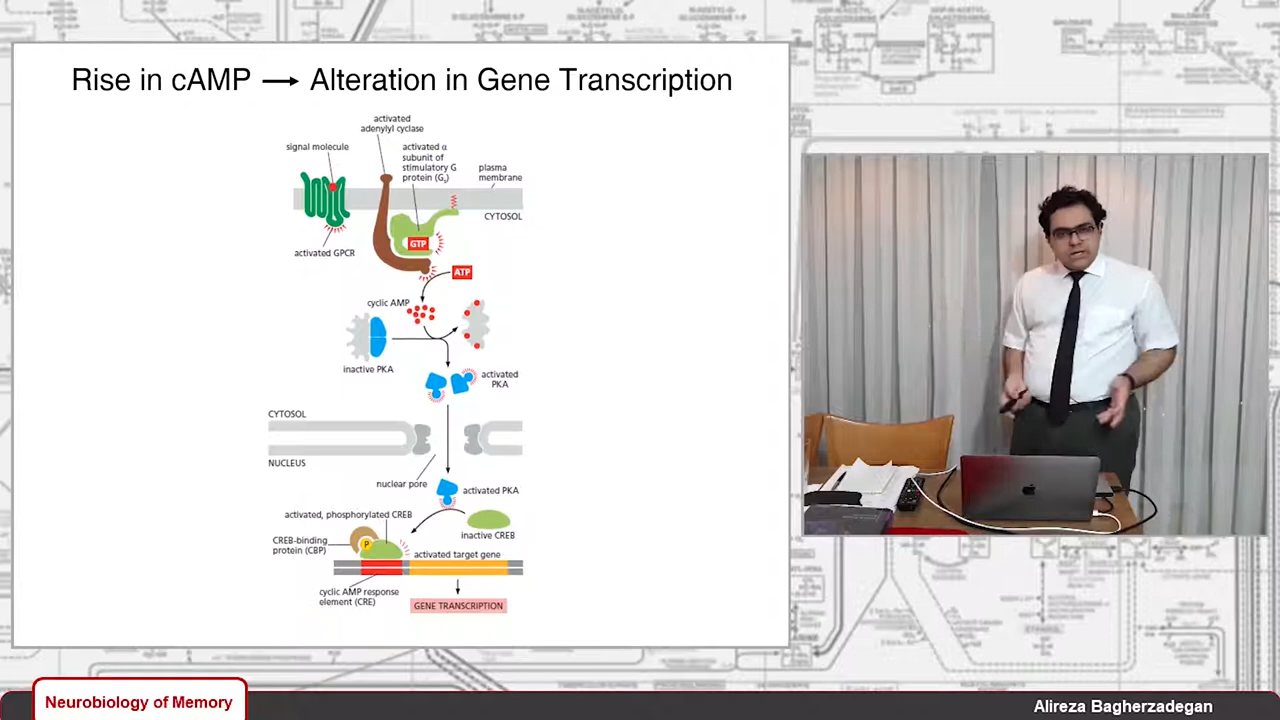 Rise in cAMP → Alteration in Gene Transcription
activated
adenylyl cyclase
signal molecule
activated α
subunit of
stimulatory G
protein (Gs)
plasma
membrane
CYTOSOL
GTP
activated GPCR
ATP
cyclic AMP
inactive PKA
activated
PKA
CYTOSOL
NUCLEUS
nuclear pore
activated PKA
activated, phosphorylated CREB
inactive CREB
CREB-binding
protein (CBP)
P
activated target gene
cyclic AMP response
element (CRE)
GENE TRANSCRIPTION
Neurobiology of Memory
Alireza Bagherzadegan